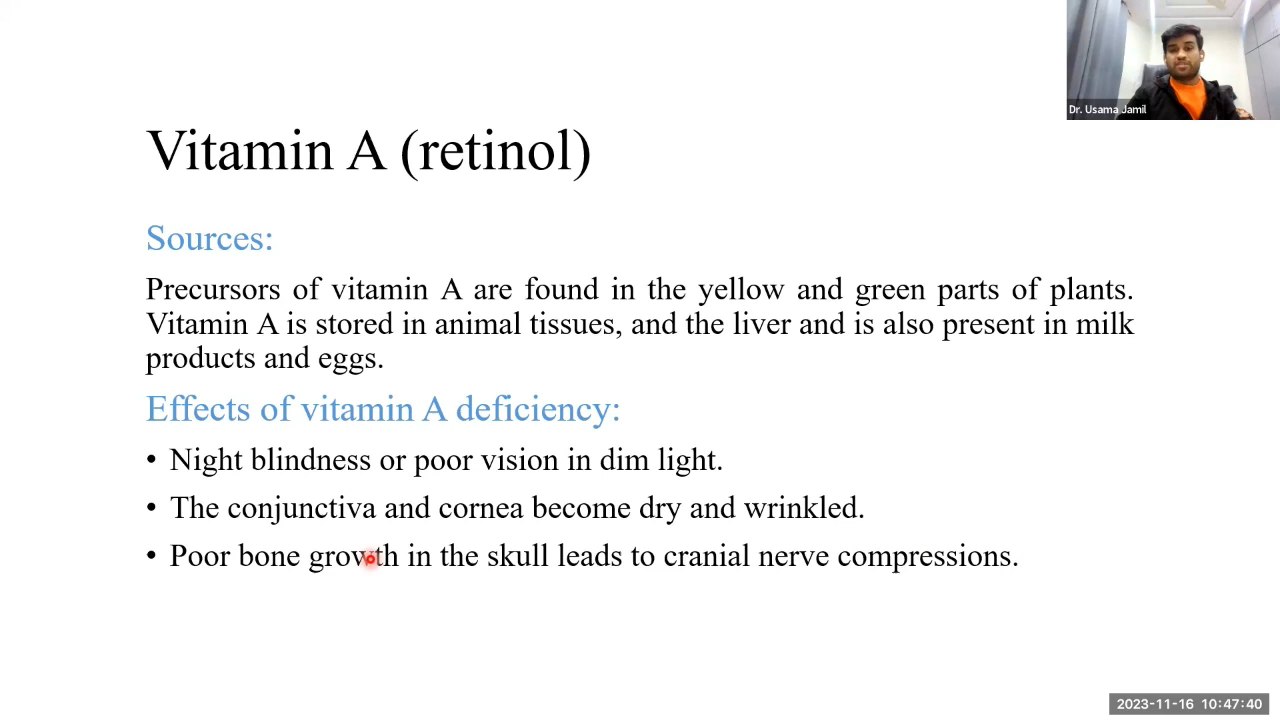 Dr. Usama Jamil
Vitamin A (retinol)
Sources:
Precursors of vitamin A are found in the yellow and green parts of plants.
Vitamin A is stored in animal tissues, and the liver and is also present in milk
products and eggs.
Effects of vitamin A deficiency:
• Night blindness or poor vision in dim light.
• The conjunctiva and cornea become dry and wrinkled.
• Poor bone growth in the skull leads to cranial nerve compressions.
2023-11-16 10:47:40